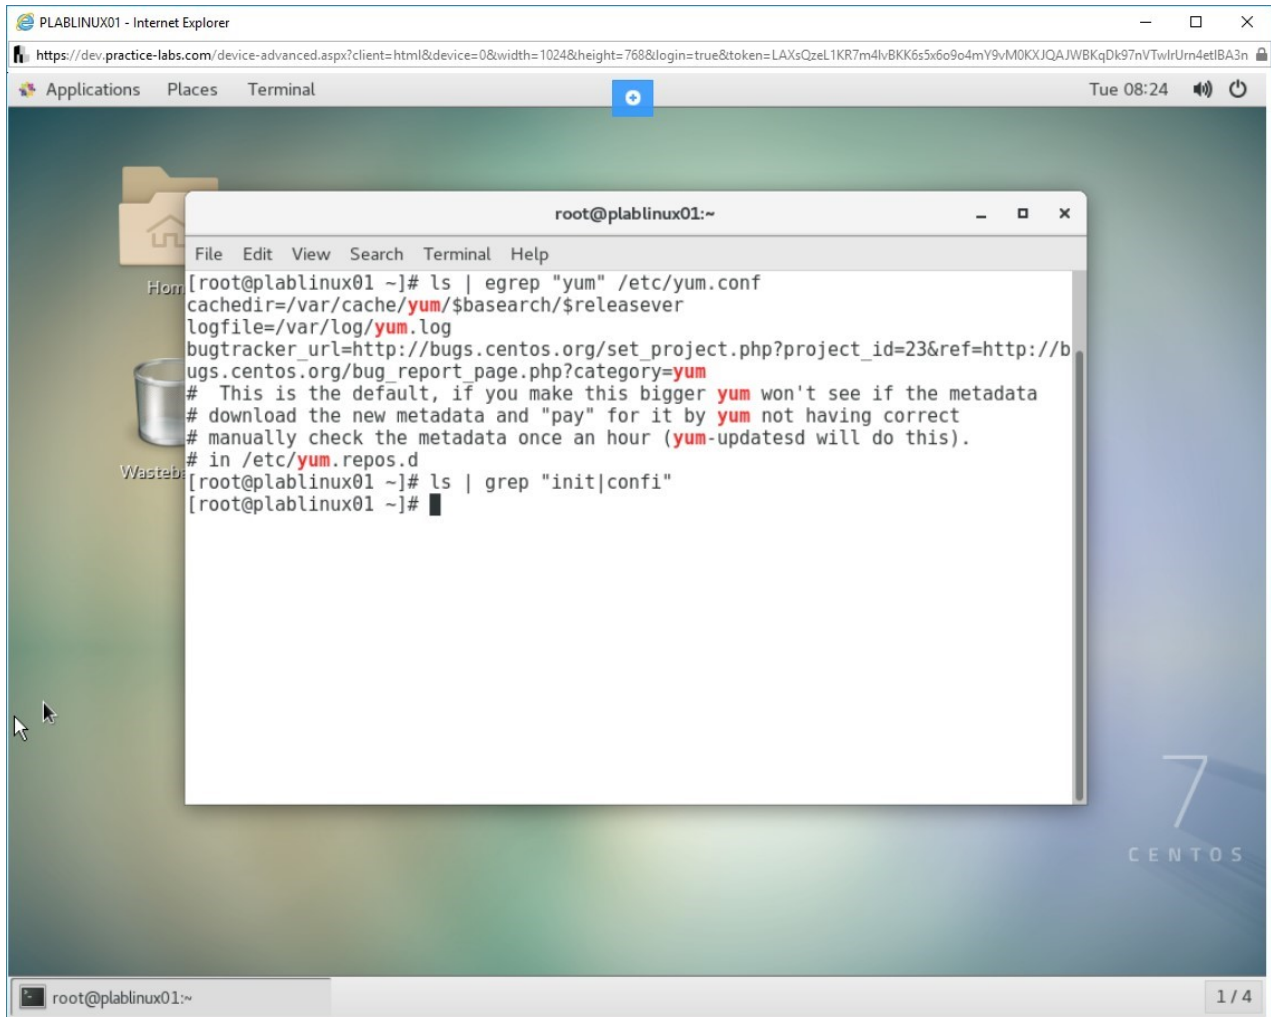 PLABLINUX01 - Internet Explorer
https://dev.practice-labs.com/device-advanced.aspx?client=html&device=0&width=1024&height=768&login=true&token=
Applications Places Terminal
Tue 08:24
root@plablinux01:~
File Edit View Search Terminal Help
[root@plablinux01 ~]# ls | egrep "yum" /etc/yum.conf
cachedir=/var/cache/yum/$basearch/$releasever
logfile=/var/log/yum.log
bugtracker_url=http://bugs.centos.org/set_project.php?project_id=23&ref=http://b
ugs.centos.org/bug_report_page.php?category=yum
#  This is the default, if you make this bigger yum won't see if the metadata
# download the new metadata and "pay" for it by yum not having correct
# manually check the metadata once an hour (yum-updatesd will do this).
# in /etc/yum.repos.d
[root@plablinux01 ~]# ls | grep "init|confi"
[root@plablinux01 ~]#
Hom
Wasteb
7
CENTOS
root@plablinux01:~
1 / 4